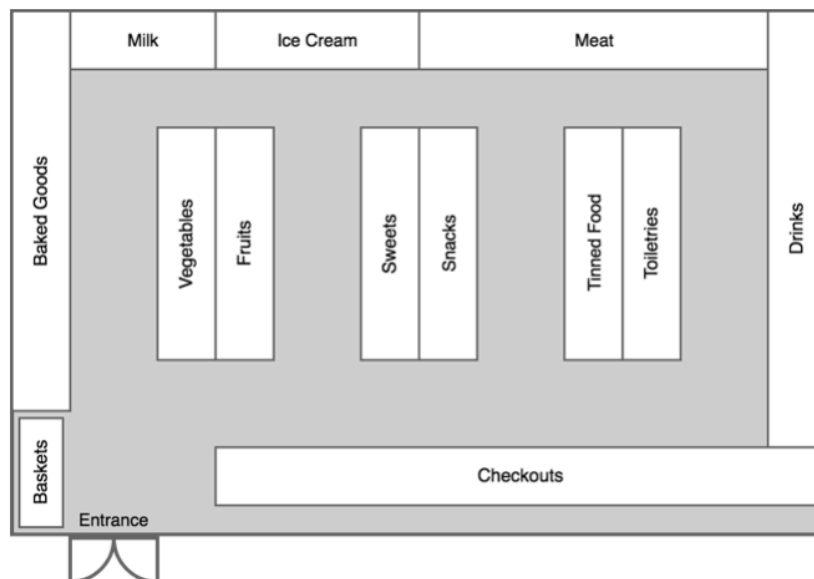 Milk
Ice Cream
Meat
Baked Goods
Vegetables
Fruits
Sweets
Snacks
Tinned Food
Toiletries
Drinks
Baskets
Checkouts
Entrance